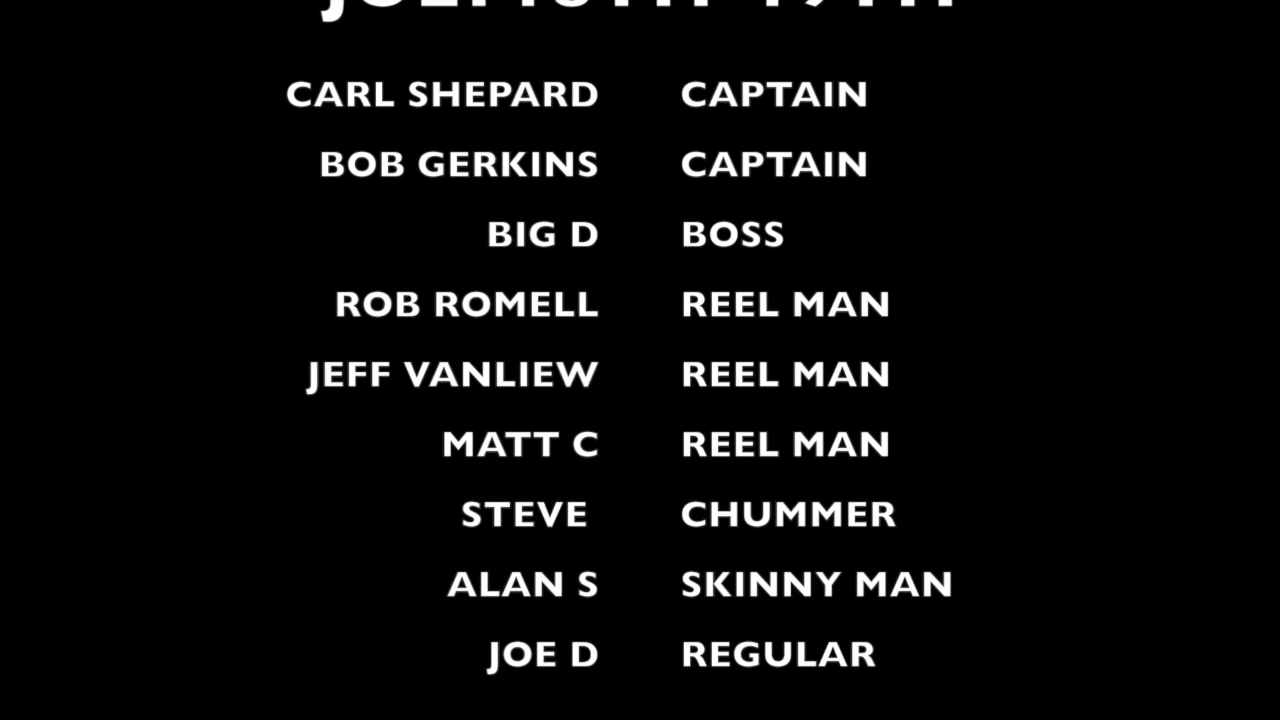 CARL SHEPARD CAPTAIN
BOB GERKINS CAPTAIN
BIG D BOSS
ROB ROMELL REEL MAN
JEFF VANLIEW REEL MAN
MATT C REEL MAN
STEVE CHUMMER
ALAN S SKINNY MAN
JOE D REGULAR